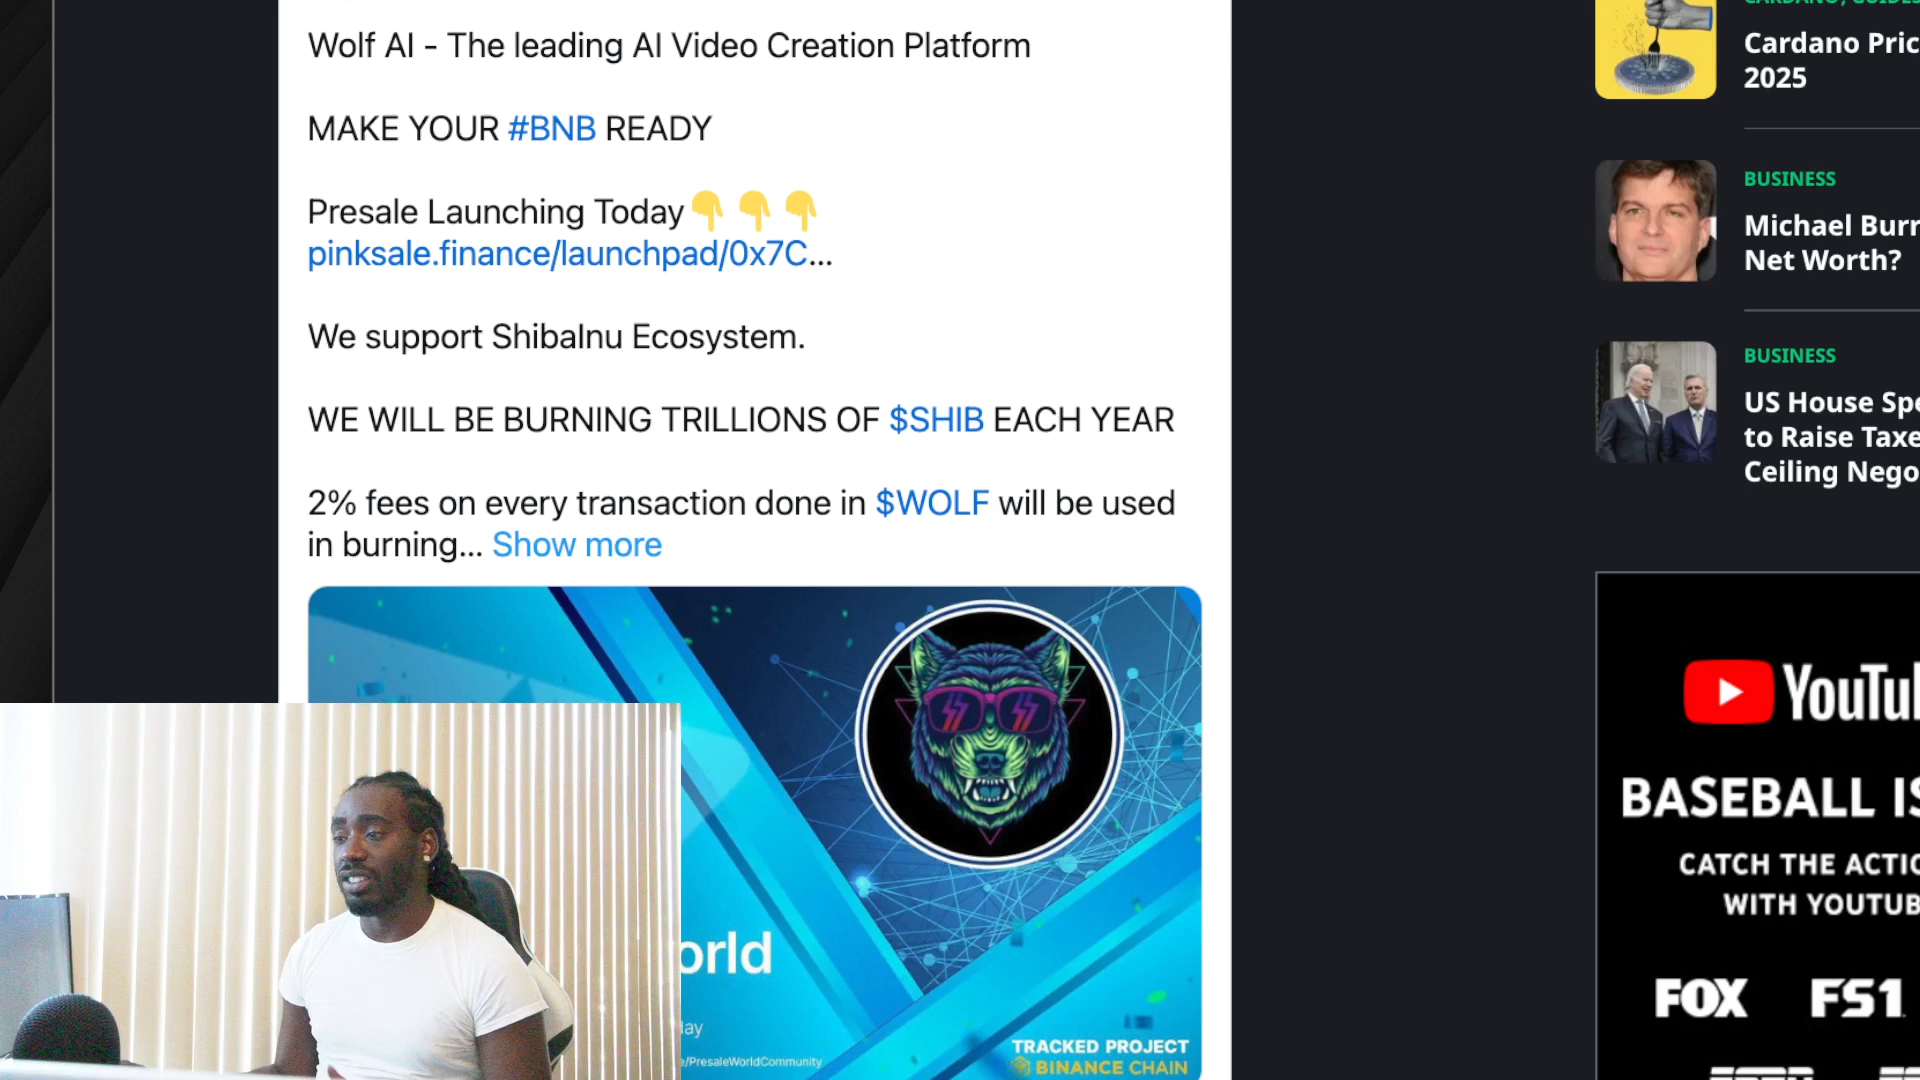 Wolf AI - The leading AI Video Creation Platform
MAKE YOUR #BNB READY
Presale Launching Today
pinksale.finance/launchpad/0x7C...
We support ShibaInu Ecosystem.
WE WILL BE BURNING TRILLIONS OF $SHIB EACH YEAR
2% fees on every transaction done in $WOLF will be used
in burning... Show more
orld
day
e/PresaleWorldCommunity
TRACKED PROJECT
BINANCE CHAIN
Cardano Pric
2025
BUSINESS
Michael Burr
Net Worth?
BUSINESS
US House Spe
to Raise Taxe
Ceiling Nego
YouTu
BASEBALL IS
CATCH THE ACTIO
WITH YOUTUB
FOX FS1